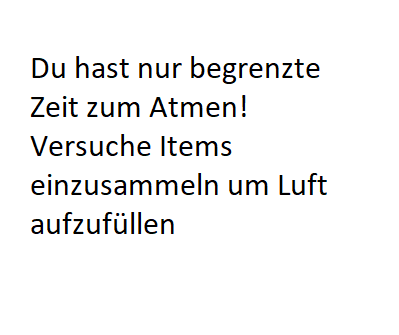 Du hast nur begrenzte
Zeit zum Atmen!
Versuche Items
einzusammeln um Luft
aufzufüllen